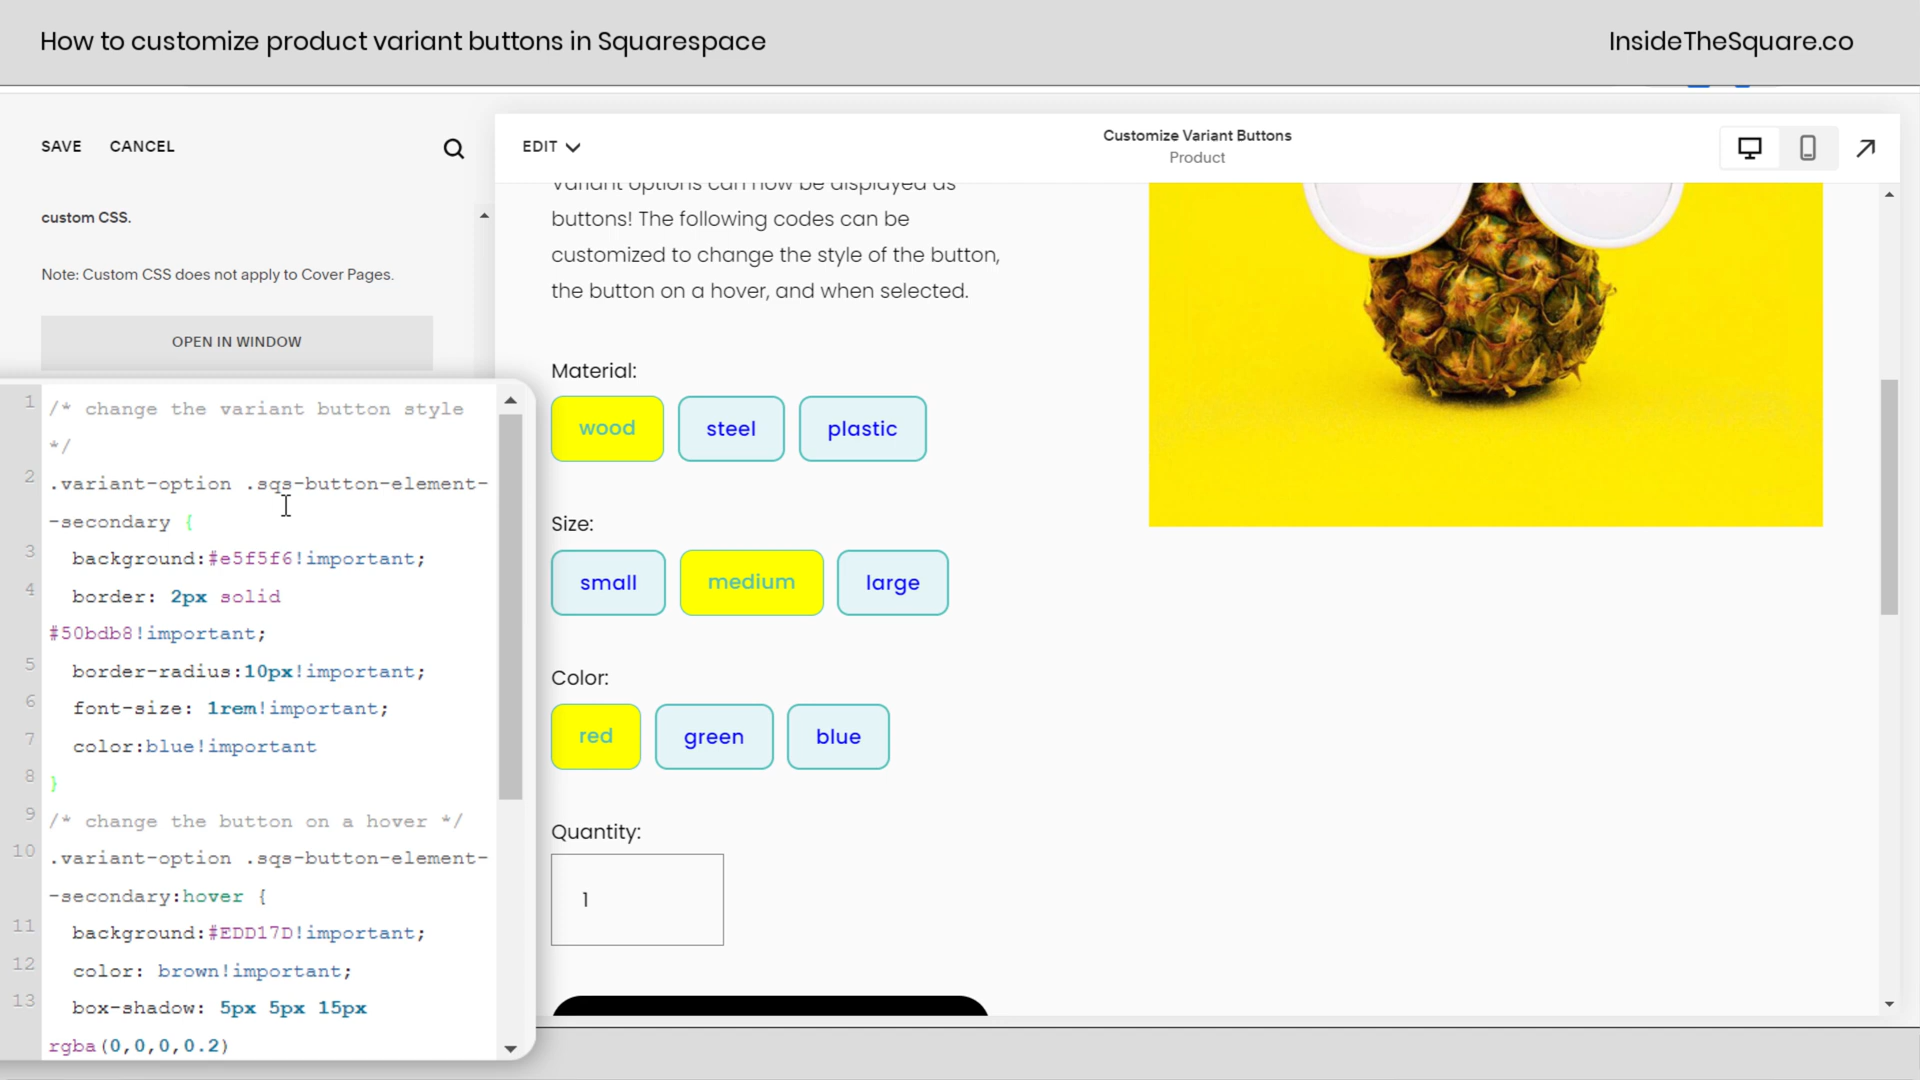 How to customize product variant buttons in Squarespace
InsideTheSquare.co
SAVE
CANCEL
EDIT
Customize Variant Buttons
Product
custom CSS.
Note: Custom CSS does not apply to Cover Pages.
OPEN IN WINDOW
1 /* change the variant button style
*/
2 .variant-option .sqs-button-element-
-secondary {
3 background:#e5f5f6!important;
4 border: 2px solid
#50bdb8!important;
5 border-radius:10px!important;
6 font-size: 1rem!important;
7 color:blue!important
8 }
9 /* change the button on a hover */
10 .variant-option .sqs-button-element-
-secondary:hover {
11 background:#EDD17D!important;
12 color: brown!important;
13 box-shadow: 5px 5px 15px
rgba(0,0,0,0.2)
Variant options can now be displayed as
buttons! The following codes can be
customized to change the style of the button,
the button on a hover, and when selected.
Material:
wood
steel
plastic
Size:
small
medium
large
Color:
red
green
blue
Quantity:
1